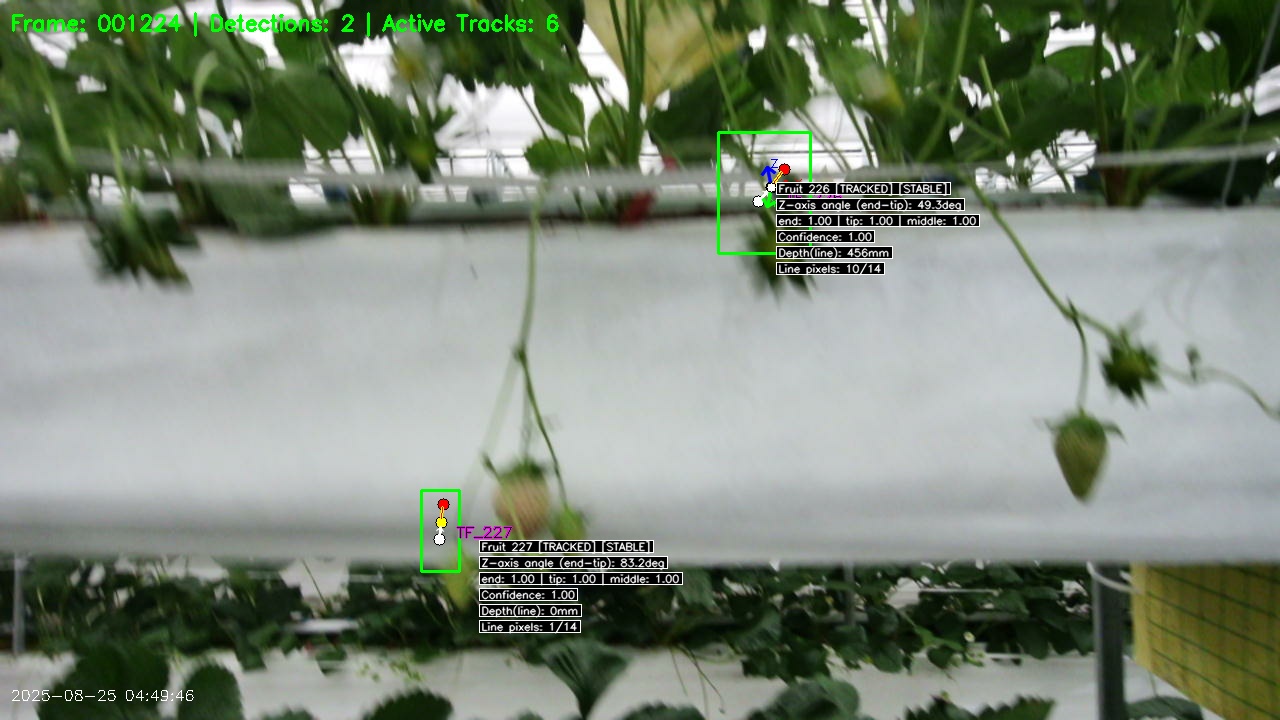 Frame: 001224 | Detections: 2 | Active Tracks: 6
Z
Fruit 226 [TRACKED] [STABLE]
Z-axis angle (end-tip): 49.3deg
end: 1.00 | tip: 1.00 | middle: 1.00
Confidence: 1.00
Depth(line): 456mm
Line pixels: 10/14
TF_227
Fruit 227 [TRACKED] [STABLE]
Z-axis angle (end-tip): 83.2deg
end: 1.00 | tip: 1.00 | middle: 1.00
Confidence: 1.00
Depth(line): 0mm
Line pixels: 1/14
2025-08-25 04:49:46